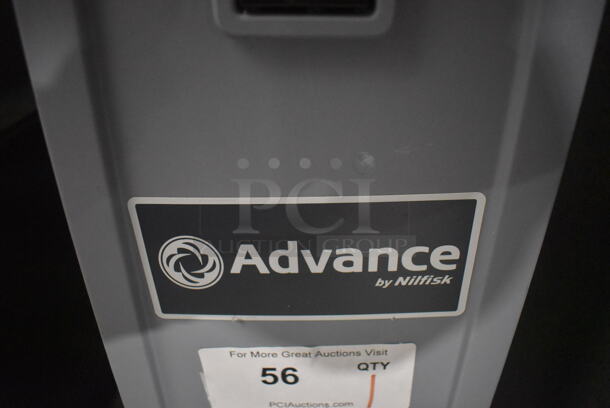 PCI
AUCTION GROUP
Advance
by Nilfisk
For More Great Auctions Visit
56 QTY
PCIAuctions.com